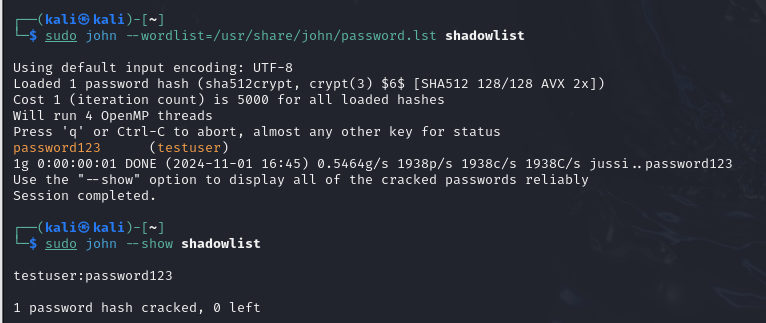 ┌──(kali㉿kali)-[~]
└─$ sudo john --wordlist=/usr/share/john/password.lst shadowlist
Using default input encoding: UTF-8
Loaded 1 password hash (sha512crypt, crypt(3) $6$ [SHA512 128/128 AVX 2x])
Cost 1 (iteration count) is 5000 for all loaded hashes
Will run 4 OpenMP threads
Press 'q' or Ctrl-C to abort, almost any other key for status
password123      (testuser)
1g 0:00:00:01 DONE (2024-11-01 16:45) 0.5464g/s 1938p/s 1938c/s 1938C/s jussi..password123
Use the "--show" option to display all of the cracked passwords reliably
Session completed.
┌──(kali㉿kali)-[~]
└─$ sudo john --show shadowlist
testuser:password123
1 password hash cracked, 0 left